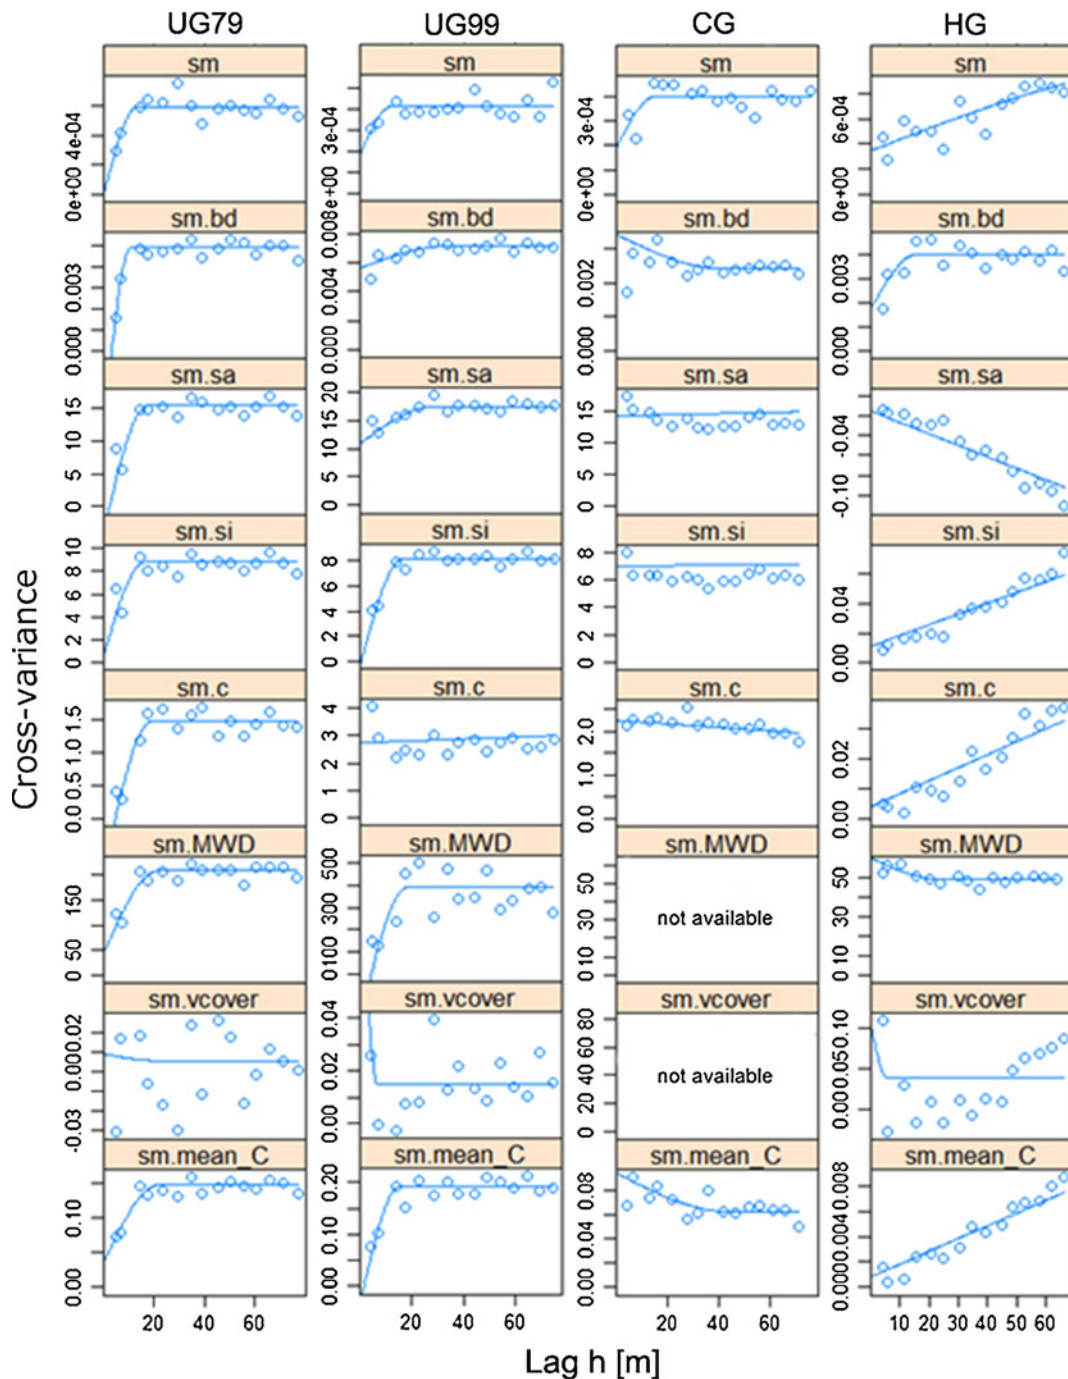 UG79 UG99 CG HG
sm sm sm sm
0e+00 4e-04 0e+00 3e-04 0e+00 3e-04 0e+00 6e-04
sm.bd sm.bd sm.bd sm.bd
0.000 0.003 0.000 0.004 0.008 0.000 0.002 0.000 0.003
sm.sa sm.sa sm.sa sm.sa
0 5 10 15 0 5 10 15 20 0 5 10 15 -0.10 -0.04
sm.si sm.si sm.si sm.si
0 2 4 6 8 10 0 2 4 6 8 0 2 4 6 8 0.00 0.04
sm.c sm.c sm.c sm.c
0.0 0.5 1.0 1.5 0 1 2 3 4 0.0 1.0 2.0 0.00 0.02
sm.MWD sm.MWD sm.MWD sm.MWD
0 50 150 0 100 300 500 0 10 30 50 0 10 30 50
not available
sm.vcover sm.vcover sm.vcover sm.vcover
-0.03 0.00 0.02 0.00 0.02 0.04 0 20 40 60 80 0.00 0.05 0.10
not available
sm.mean_C sm.mean_C sm.mean_C sm.mean_C
0.00 0.10 0.00 0.10 0.20 0.00 0.04 0.08 0.000 0.004 0.008
20 40 60 20 40 60 20 40 60 10 20 30 40 50 60
Cross-variance
Lag h [m]